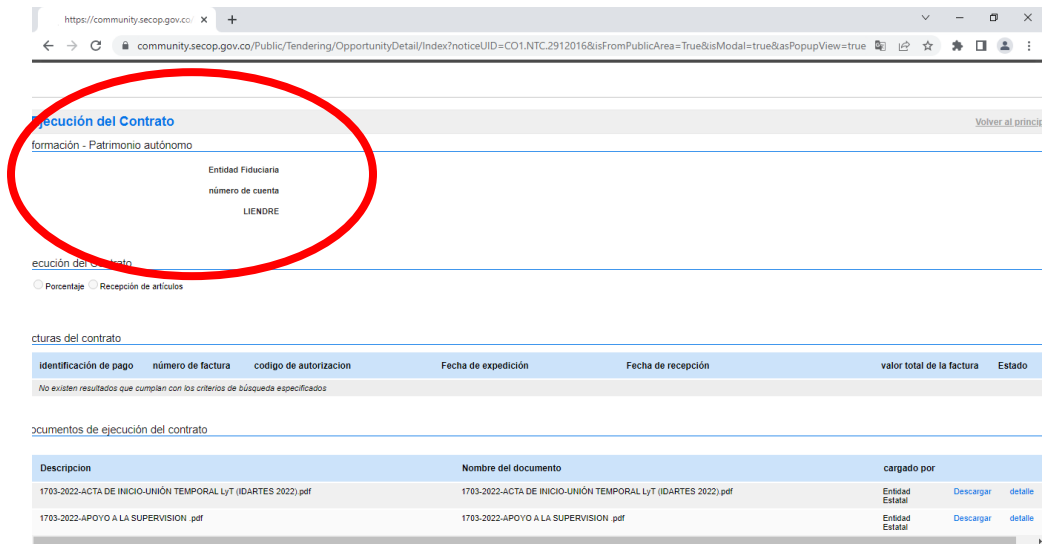 https://community.secop.gov.co/
community.secop.gov.co/Public/Tendering/OpportunityDetail/Index?noticeUID=CO1.NTC.2912016&isFromPublicArea=True&isModal=true&asPopupView=true
Ejecución del Contrato
Volver al princip
formación - Patrimonio autónomo
Entidad Fiduciaria
número de cuenta
LIENDRE
ecución del Contrato
Porcentaje Recepción de artículos
cturas del contrato
identificación de pago número de factura codigo de autorizacion Fecha de expedición Fecha de recepción valor total de la factura Estado
No existen resultados que cumplan con los criterios de búsqueda especificados
ocumentos de ejecución del contrato
Descripcion Nombre del documento cargado por
1703-2022-ACTA DE INICIO-UNIÓN TEMPORAL LyT (IDARTES 2022).pdf 1703-2022-ACTA DE INICIO-UNIÓN TEMPORAL LyT (IDARTES 2022).pdf Entidad Estatal Descargar detalle
1703-2022-APOYO A LA SUPERVISION .pdf 1703-2022-APOYO A LA SUPERVISION .pdf Entidad Estatal Descargar detalle